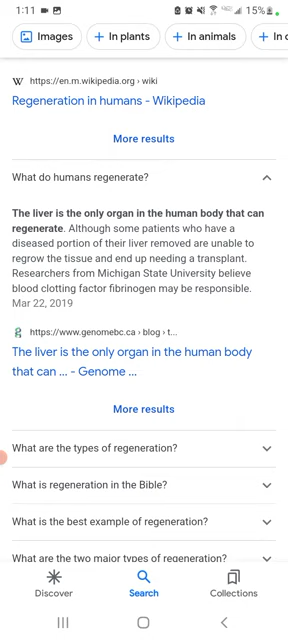 1:11 15%
Images
In plants
In animals
https://en.m.wikipedia.org › wiki
Regeneration in humans - Wikipedia
More results
What do humans regenerate?
The liver is the only organ in the human body that can
regenerate. Although some patients who have a
diseased portion of their liver removed are unable to
regrow the tissue and end up needing a transplant.
Researchers from Michigan State University believe
blood clotting factor fibrinogen may be responsible.
Mar 22, 2019
https://www.genomebc.ca › blog › t...
The liver is the only organ in the human body
that can ... - Genome ...
More results
What are the types of regeneration?
What is regeneration in the Bible?
What is the best example of regeneration?
What are the two major types of regeneration?
Discover Search Collections